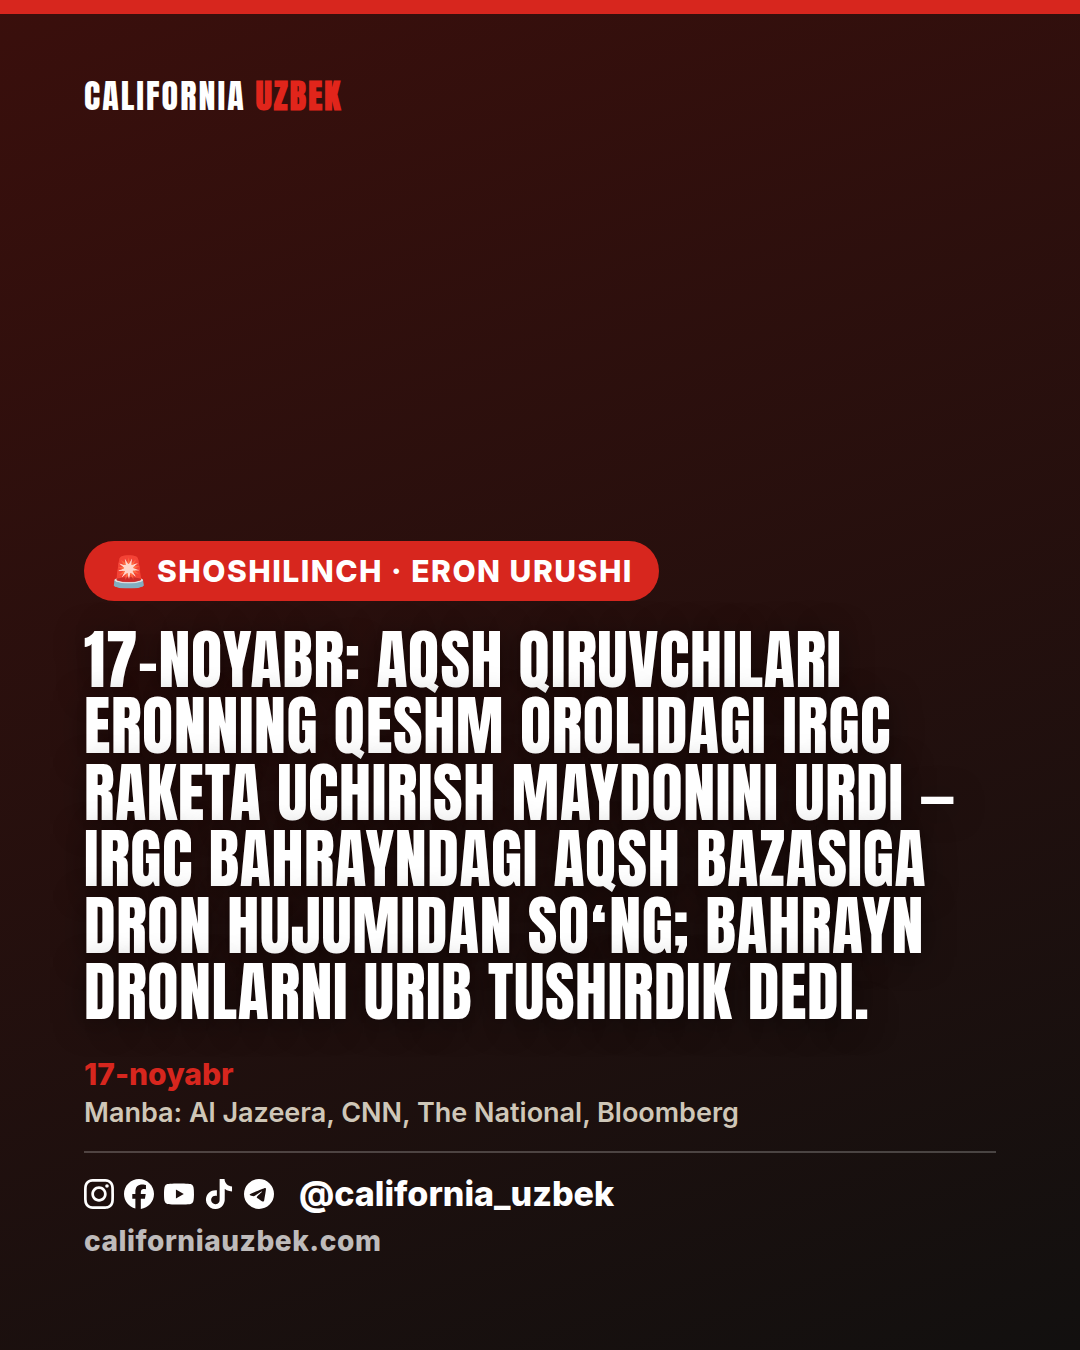 CALIFORNIA UZBEK
🚨 SHOSHILINCH · ERON URUSHI
17-NOYABR: AQSH QIRUVCHILARI
ERONNING QESHM OROLIDAGI IRGC
RAKETA UCHIRISH MAYDONINI URDI —
IRGC BAHRAYNDAGI AQSH BAZASIGA
DRON HUJUMIDAN SOʻNG; BAHRAYN
DRONLARNI URIB TUSHIRDIK DEDI.
17-noyabr
Manba: Al Jazeera, CNN, The National, Bloomberg
@california_uzbek
californiauzbek.com